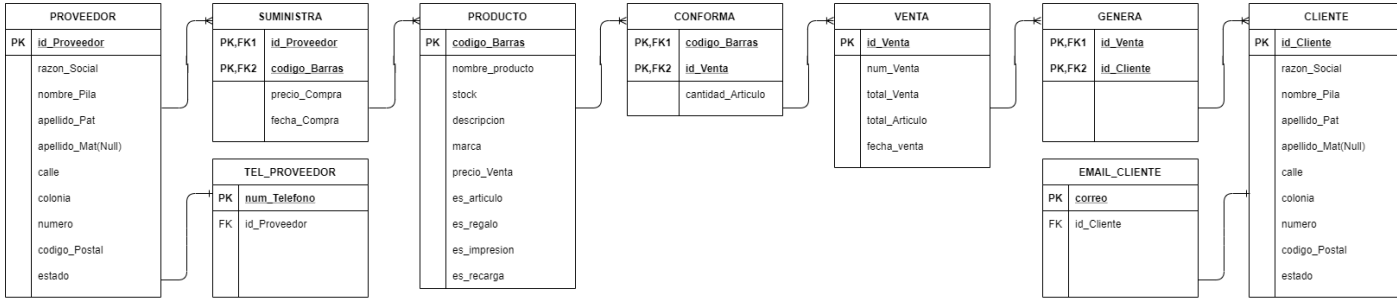 PROVEEDOR
PK id_Proveedor
razon_Social
nombre_Pila
apellido_Pat
apellido_Mat(Null)
calle
colonia
numero
codigo_Postal
estado
SUMINISTRA
PK,FK1 id_Proveedor
PK,FK2 codigo_Barras
precio_Compra
fecha_Compra
TEL_PROVEEDOR
PK num_Telefono
FK id_Proveedor
PRODUCTO
PK codigo_Barras
nombre_producto
stock
descripcion
marca
precio_Venta
es_articulo
es_regalo
es_impresion
es_recarga
CONFORMA
PK,FK1 codigo_Barras
PK,FK2 id_Venta
cantidad_Articulo
VENTA
PK id_Venta
num_Venta
total_Venta
total_Articulo
fecha_venta
GENERA
PK,FK1 id_Venta
PK,FK2 id_Cliente
EMAIL_CLIENTE
PK correo
FK id_Cliente
CLIENTE
PK id_Cliente
razon_Social
nombre_Pila
apellido_Pat
apellido_Mat(Null)
calle
colonia
numero
codigo_Postal
estado